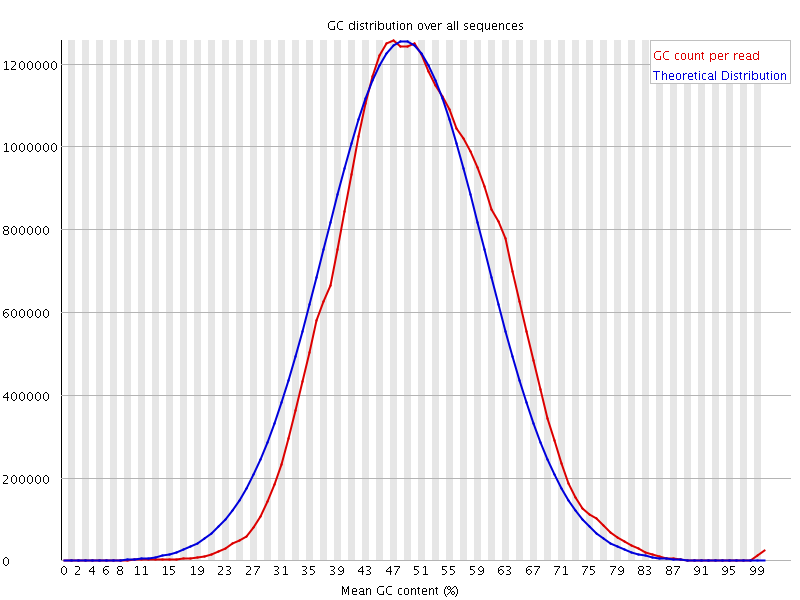 GC distribution over all sequences
GC count per read
Theoretical Distribution
1200000
1000000
800000
600000
400000
200000
0
0 2 4 6 8 11 15 19 23 27 31 35 39 43 47 51 55 59 63 67 71 75 79 83 87 91 95 99
Mean GC content (%)